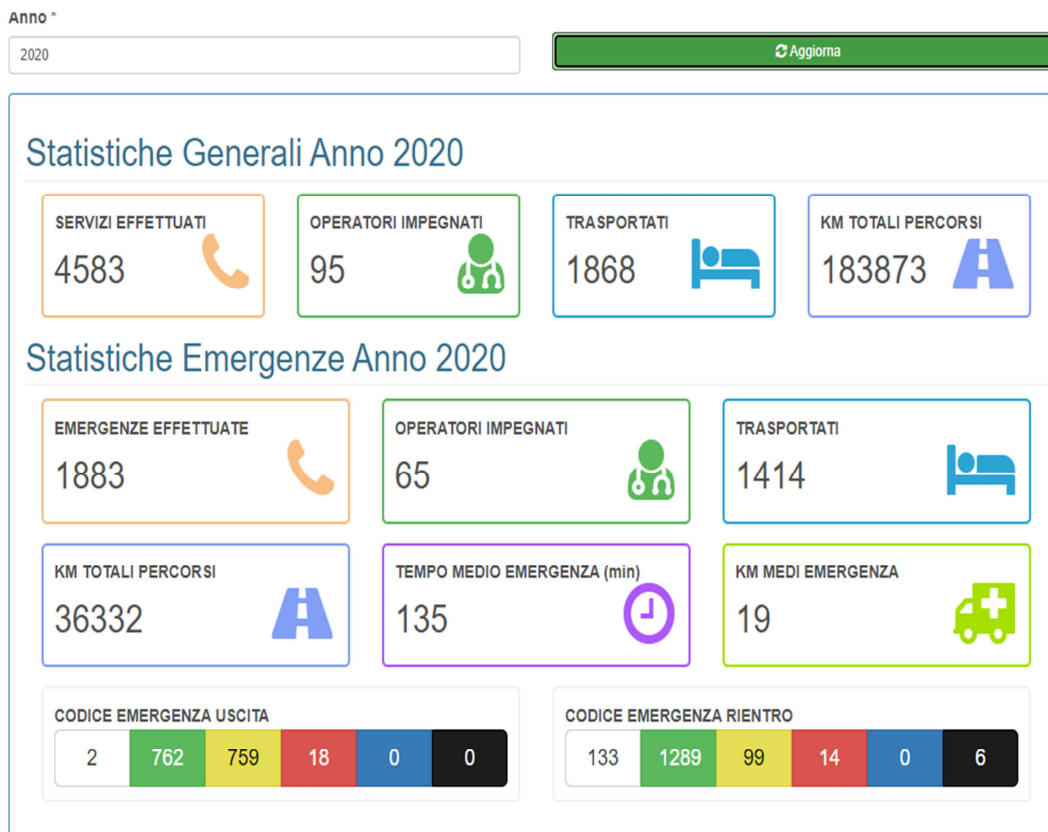 Anno *
2020
Aggiorna
Statistiche Generali Anno 2020
SERVIZI EFFETTUATI
4583
OPERATORI IMPEGNATI
95
TRASPORTATI
1868
KM TOTALI PERCORSI
183873
Statistiche Emergenze Anno 2020
EMERGENZE EFFETTUATE
1883
OPERATORI IMPEGNATI
65
TRASPORTATI
1414
KM TOTALI PERCORSI
36332
TEMPO MEDIO EMERGENZA (min)
135
KM MEDI EMERGENZA
19
CODICE EMERGENZA USCITA
2 762 759 18 0 0
CODICE EMERGENZA RIENTRO
133 1289 99 14 0 6